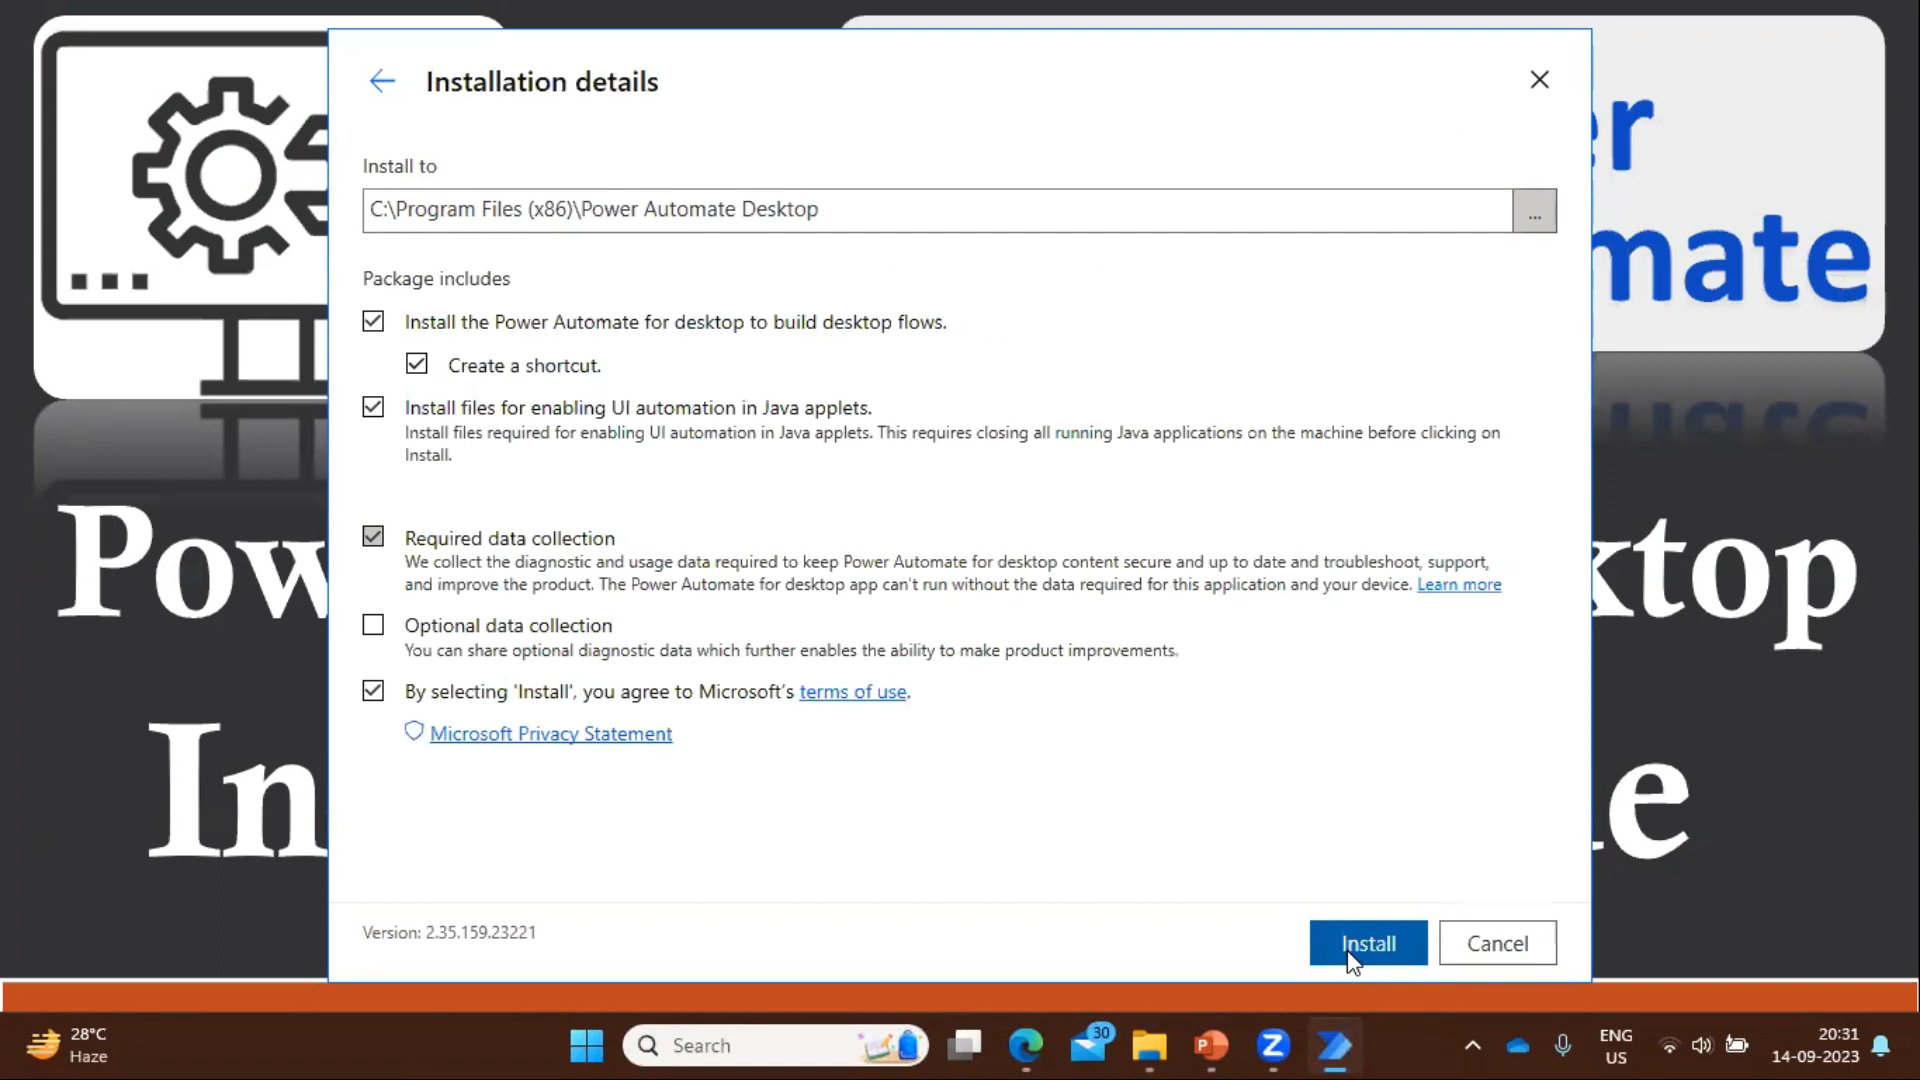 er
mate
Pow
ktop
In
e
Installation details
Install to
C:\Program Files (x86)\Power Automate Desktop
...
Package includes
Install the Power Automate for desktop to build desktop flows.
Create a shortcut.
Install files for enabling UI automation in Java applets.
Install files required for enabling UI automation in Java applets. This requires closing all running Java applications on the machine before clicking on
Install.
Required data collection
We collect the diagnostic and usage data required to keep Power Automate for desktop content secure and up to date and troubleshoot, support,
and improve the product. The Power Automate for desktop app can't run without the data required for this application and your device. Learn more
Optional data collection
You can share optional diagnostic data which further enables the ability to make product improvements.
By selecting 'Install', you agree to Microsoft's terms of use.
Microsoft Privacy Statement
Version: 2.35.159.23221
Install
Cancel
28°C
Haze
Search
30
ENG
US
20:31
14-09-2023